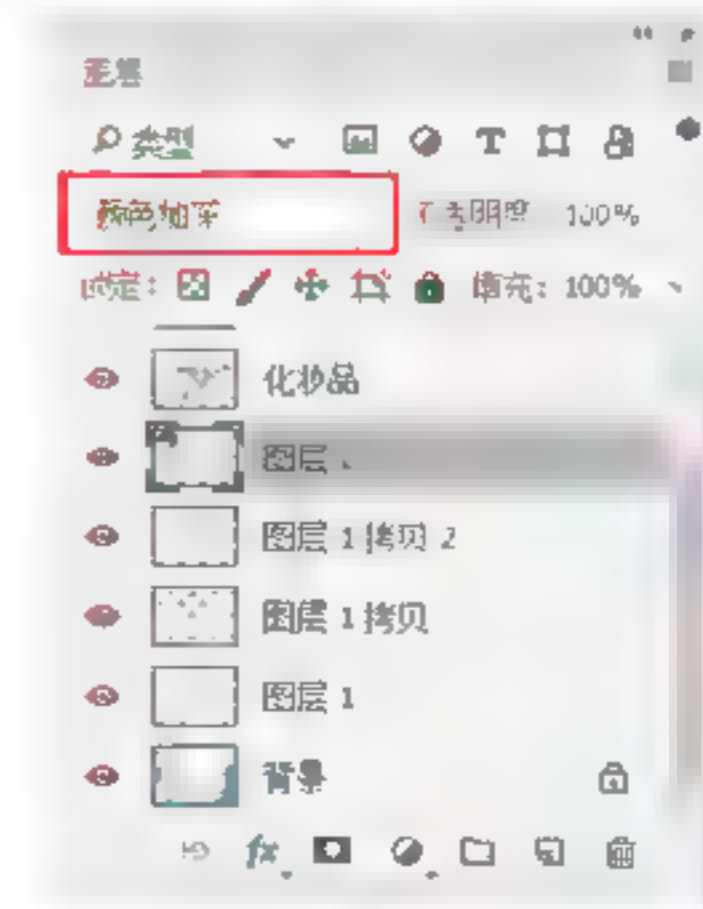 类型
颜色加深 不透明度 100%
锁定： 填充： 100%
化妆品
图层
图层 1 拷贝 2
图层 1 拷贝
图层 1
背景
fx